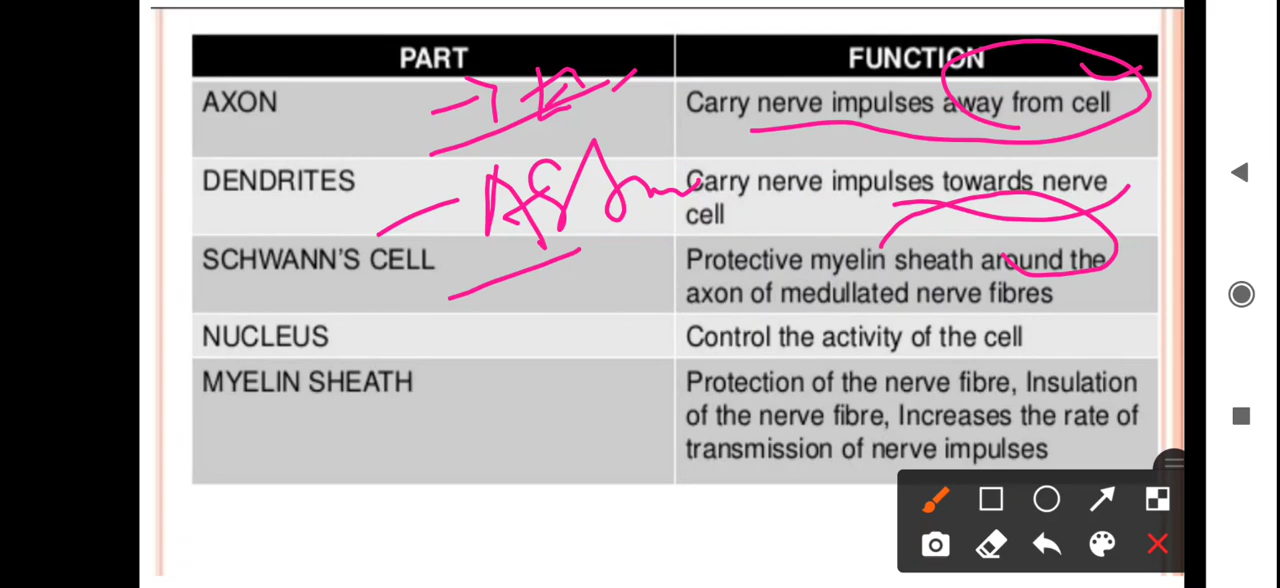 PART FUNCTION
AXON Carry nerve impulses away from cell
DENDRITES Carry nerve impulses towards nerve
cell
SCHWANN'S CELL Protective myelin sheath around the
axon of medullated nerve fibres
NUCLEUS Control the activity of the cell
MYELIN SHEATH Protection of the nerve fibre, Insulation
of the nerve fibre, Increases the rate of
transmission of nerve impulses